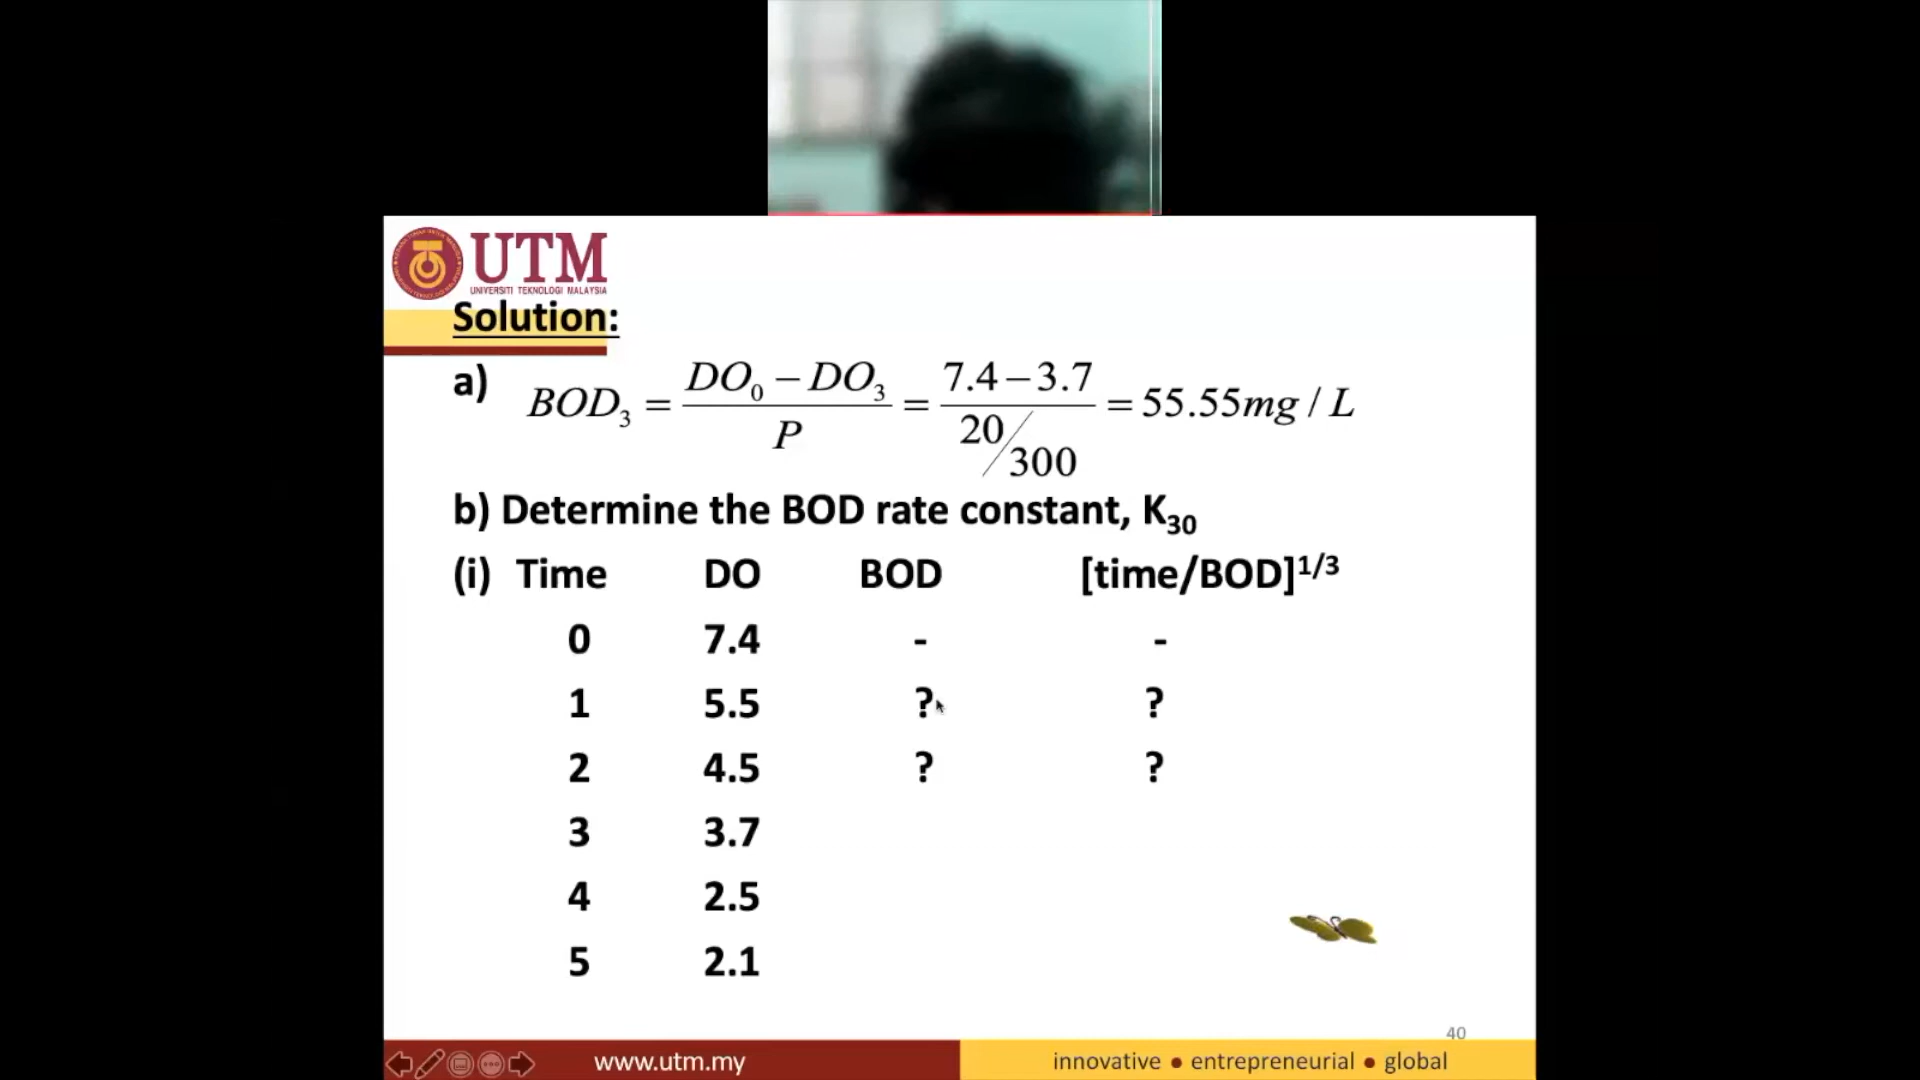 UTM
UNIVERSITI TEKNOLOGI MALAYSIA
Solution:
a) BOD₃ = (DO₀ − DO₃) / P = (7.4 − 3.7) / (20/300) = 55.55mg / L
b) Determine the BOD rate constant, K₃₀
(i) Time DO BOD [time/BOD]¹ᐟ³
0 7.4 - -
1 5.5 ? ?
2 4.5 ? ?
3 3.7
4 2.5
5 2.1
40
www.utm.my innovative ● entrepreneurial ● global